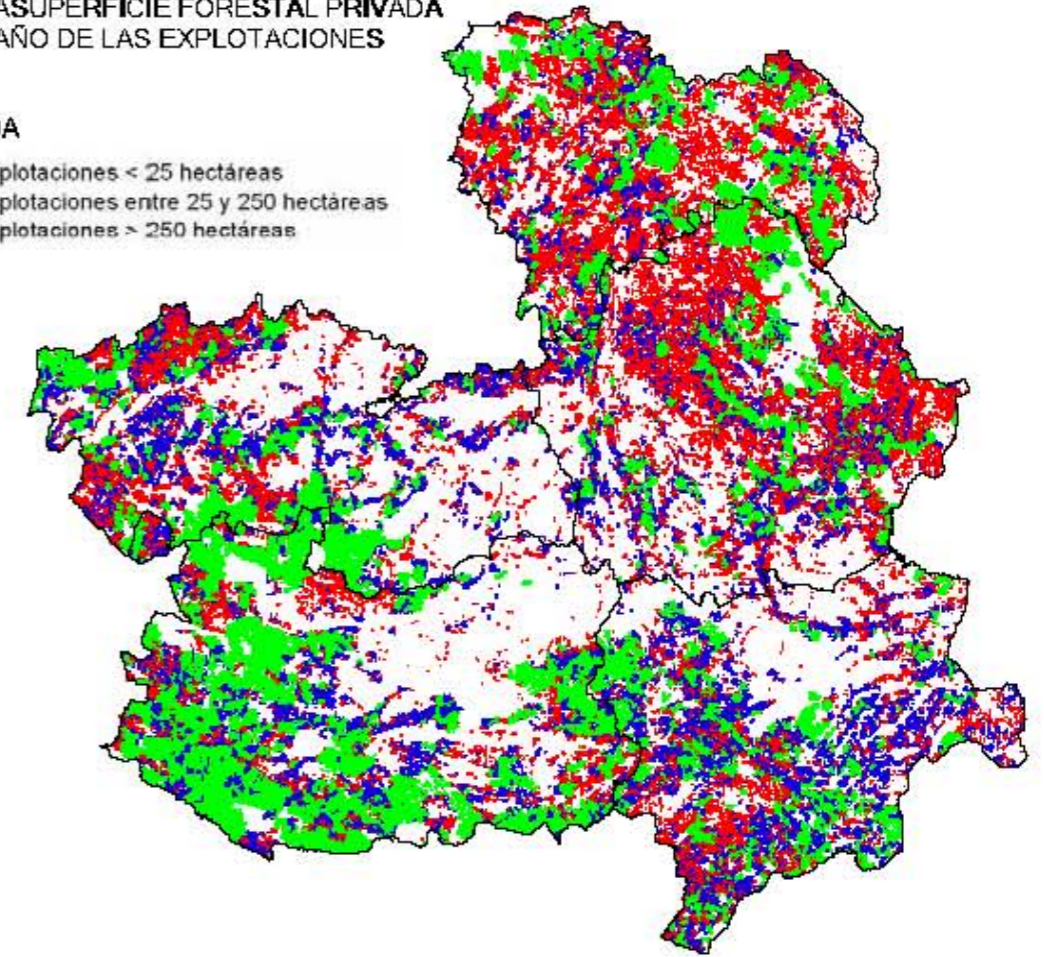 ASUPERFICIE FORESTAL PRIVADA
AÑO DE LAS EXPLOTACIONES
A
plotaciones < 25 hectáreas
plotaciones entre 25 y 250 hectáreas
plotaciones > 250 hectáreas